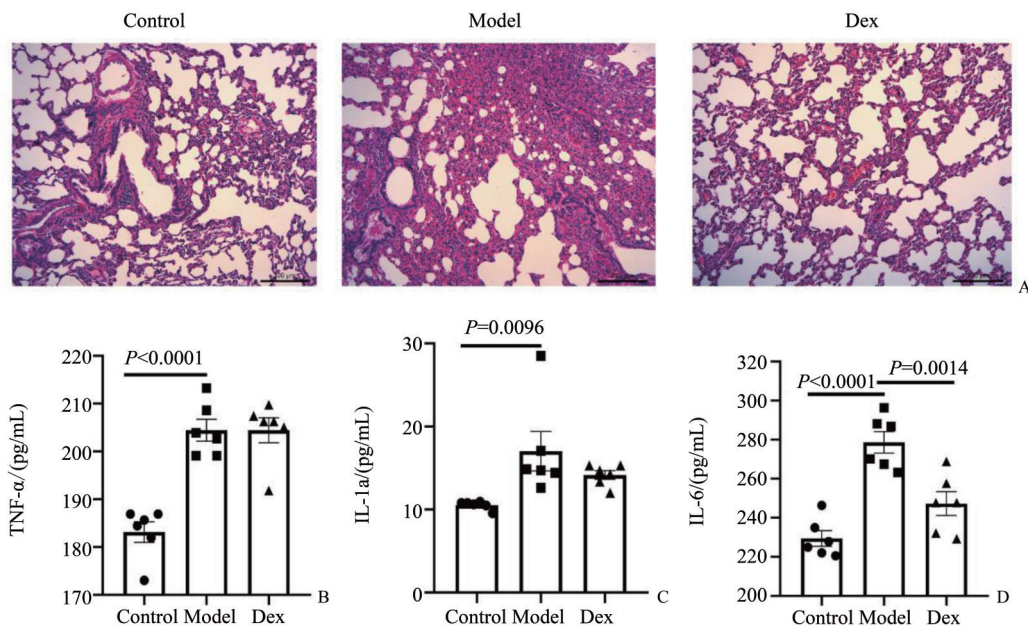 Control Model Dex
A
P<0.0001
220
210
200
190
180
170
TNF-α/(pg/mL)
Control Model Dex
B
P=0.0096
30
20
10
0
IL-1a/(pg/mL)
Control Model Dex
C
P<0.0001
P=0.0014
320
300
280
260
240
220
200
IL-6/(pg/mL)
Control Model Dex
D